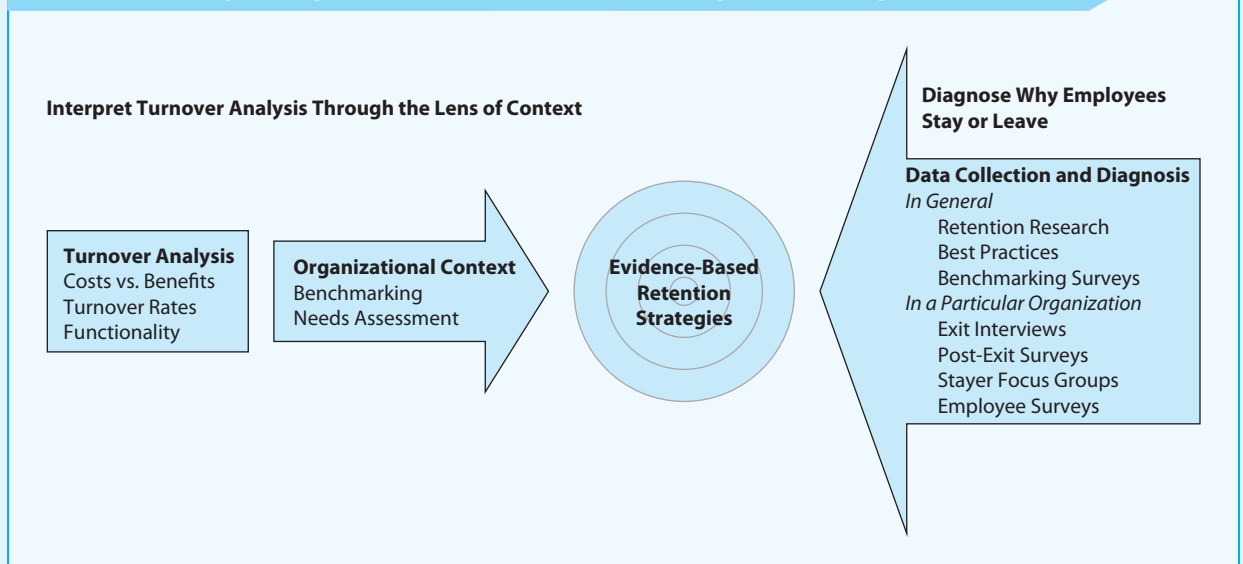 Interpret Turnover Analysis Through the Lens of Context
Turnover Analysis
Costs vs. Benefits
Turnover Rates
Functionality
Organizational Context
Benchmarking
Needs Assessment
Evidence-Based
Retention
Strategies
Diagnose Why Employees
Stay or Leave
Data Collection and Diagnosis
In General
Retention Research
Best Practices
Benchmarking Surveys
In a Particular Organization
Exit Interviews
Post-Exit Surveys
Stayer Focus Groups
Employee Surveys